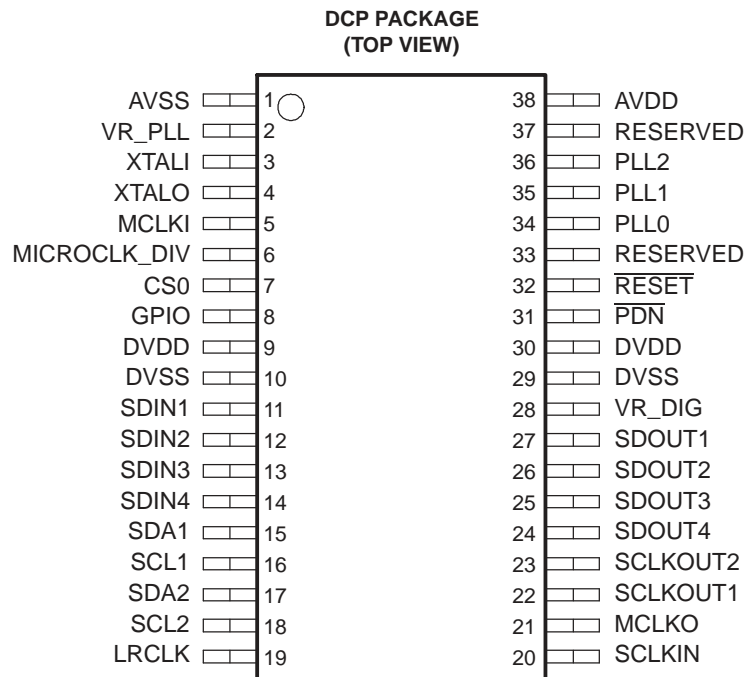 DCP PACKAGE
(TOP VIEW)
AVSS 1 38 AVDD
VR_PLL 2 37 RESERVED
XTALI 3 36 PLL2
XTALO 4 35 PLL1
MCLKI 5 34 PLL0
MICROCLK_DIV 6 33 RESERVED
CS0 7 32 RESET
GPIO 8 31 PDN
DVDD 9 30 DVDD
DVSS 10 29 DVSS
SDIN1 11 28 VR_DIG
SDIN2 12 27 SDOUT1
SDIN3 13 26 SDOUT2
SDIN4 14 25 SDOUT3
SDA1 15 24 SDOUT4
SCL1 16 23 SCLKOUT2
SDA2 17 22 SCLKOUT1
SCL2 18 21 MCLKO
LRCLK 19 20 SCLKIN